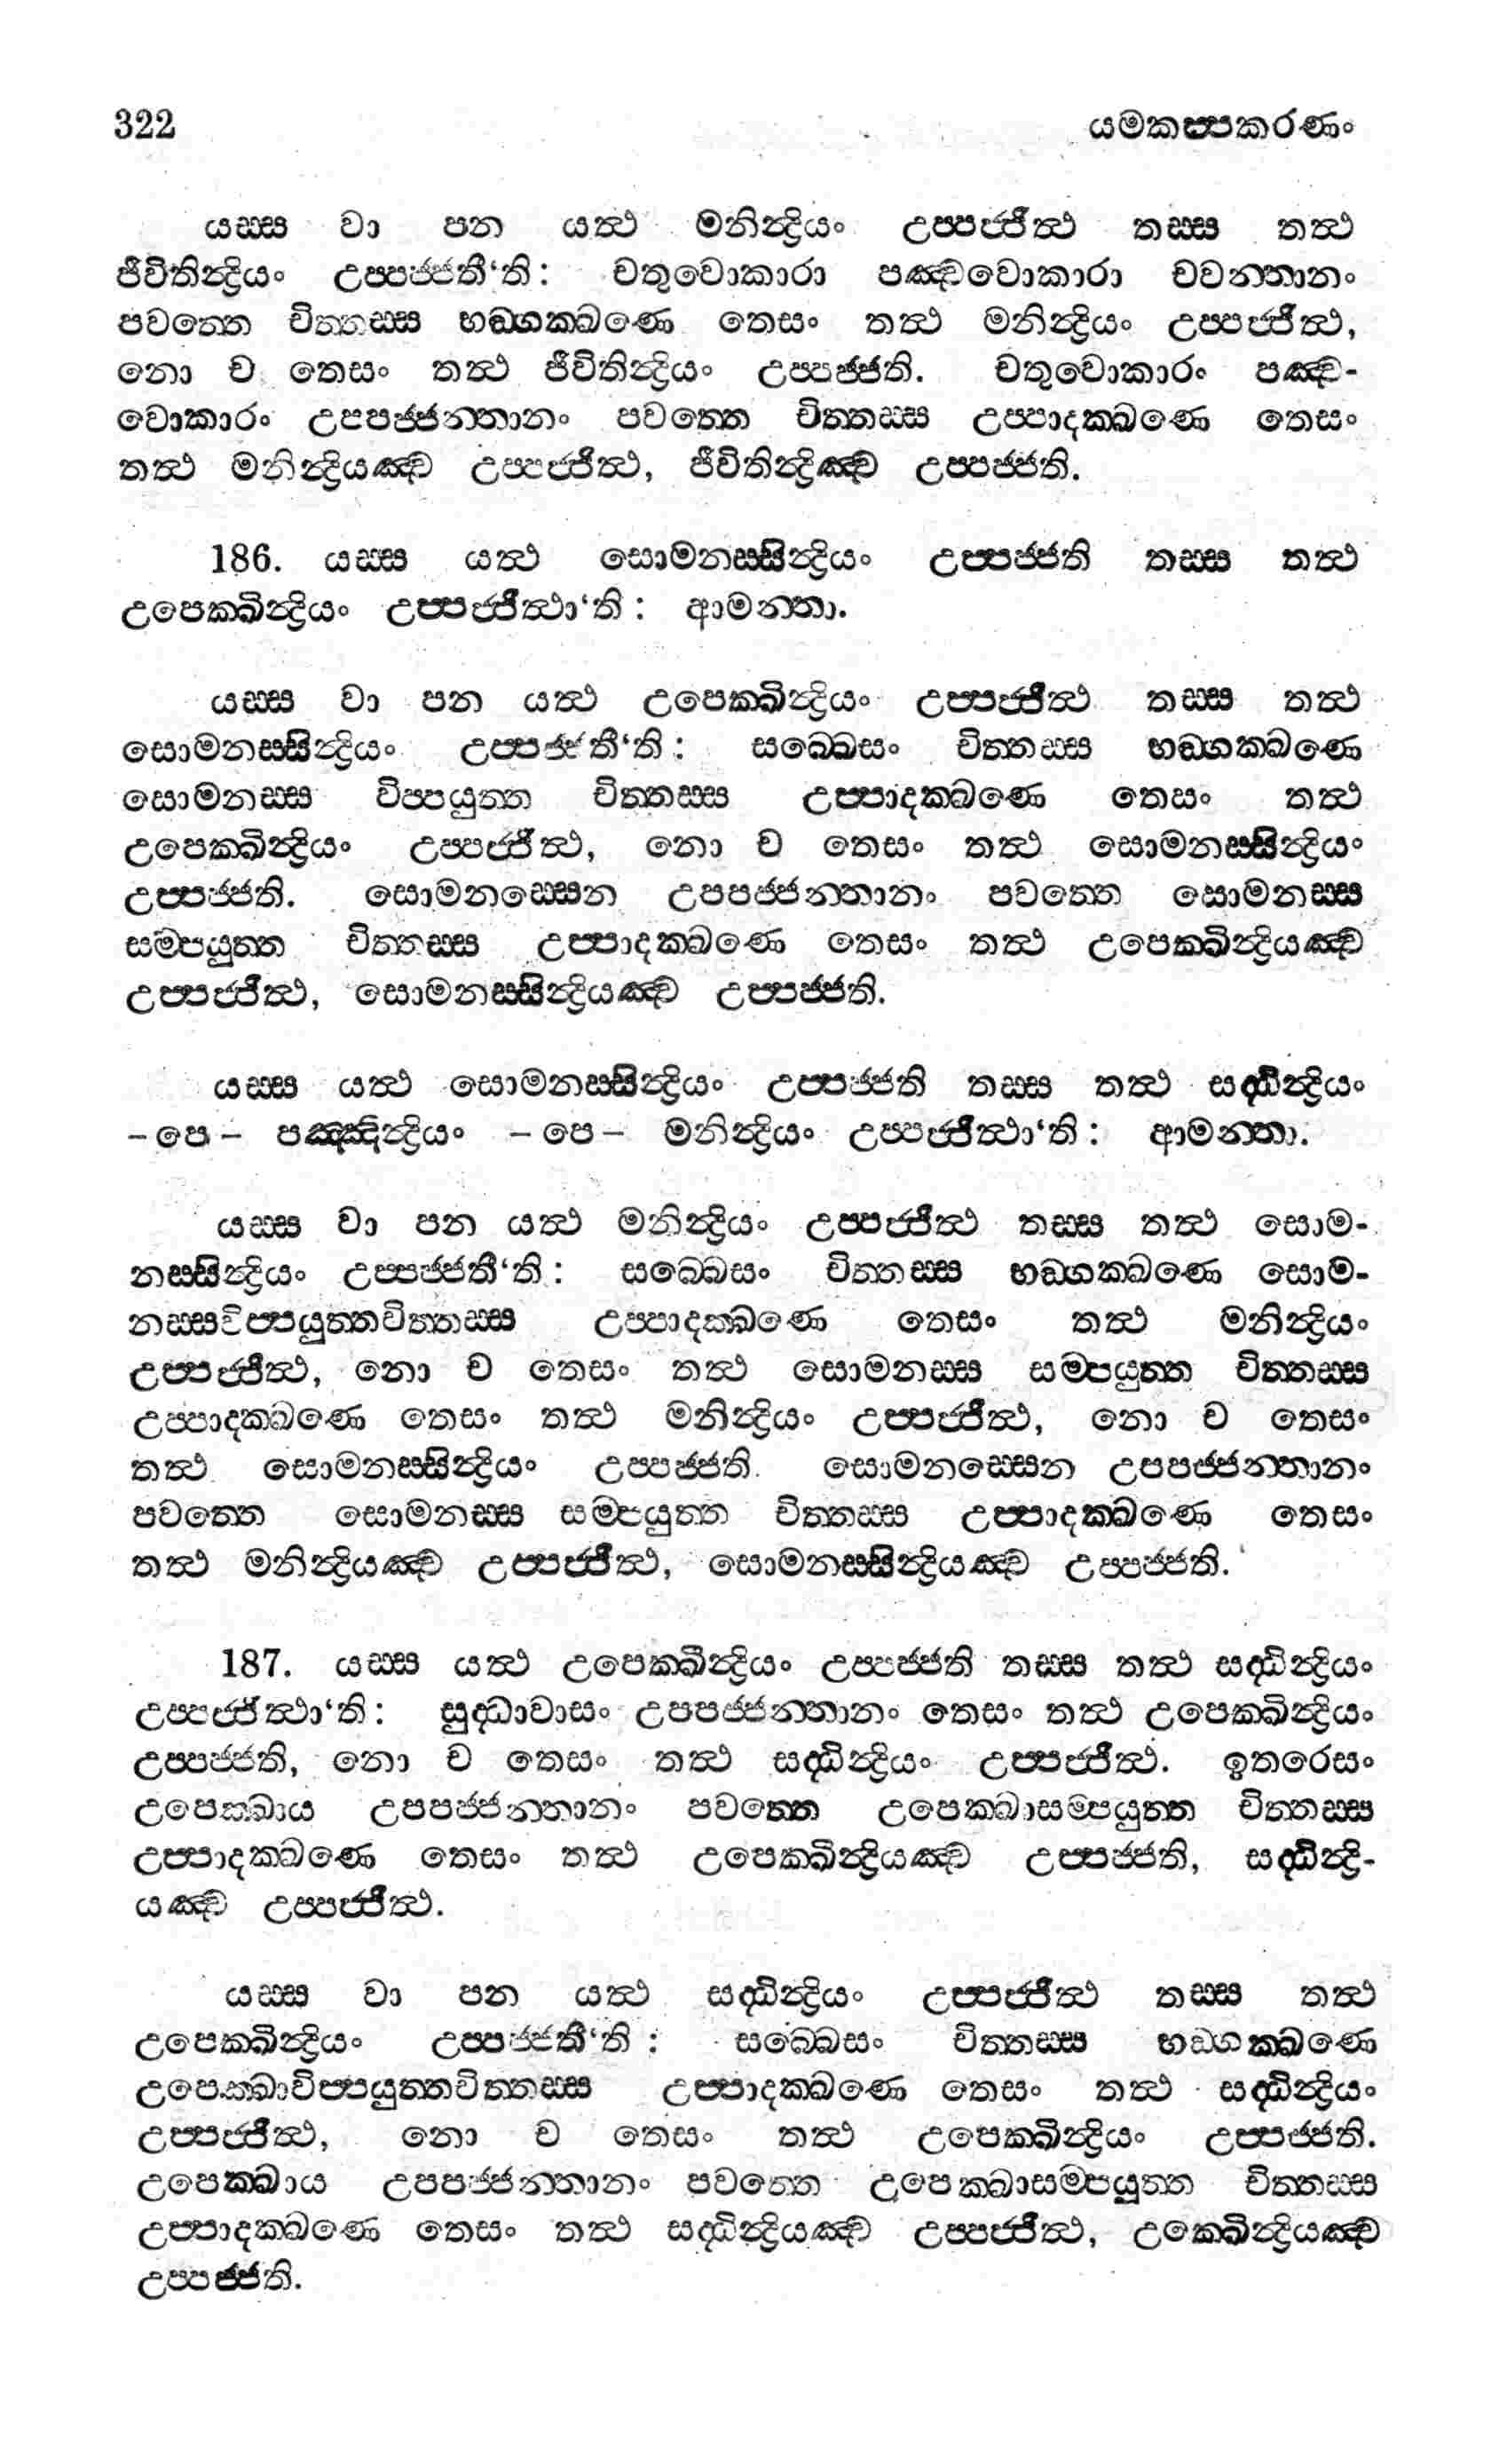 322 යමකප්පකරණං
යස්ස වා පන යත්ථ මනින්ද්‍රියං උප්පජ්ජිත්ථ තස්ස තත්ථ
ජීවිතින්ද්‍රියං උප්පජ්ජතී‘ති: චතුවොකාරා පඤ්චවොකාරා චවන්තානං
පවත්තෙ චිත්තස්ස භඞ්ගක්ඛණෙ තෙසං තත්ථ මනින්ද්‍රියං උප්පජ්ජිත්ථ,
නො ච තෙසං තත්ථ ජීවිතින්ද්‍රියං උප්පජ්ජති. චතුවොකාරං පඤ්ච-
වොකාරං උපපජ්ජන්තානං පවත්තෙ චිත්තස්ස උප්පාදක්ඛණෙ තෙසං
තත්ථ මනින්ද්‍රියඤ්ච උප්පජ්ජිත්ථ, ජීවිතින්ද්‍රිඤ්ච උප්පජ්ජති.
186. යස්ස යත්ථ සොමනස්සින්ද්‍රියං උප්පජ්ජති තස්ස තත්ථ
උපෙක්ඛින්ද්‍රියං උප්පජ්ජිත්ථා‘ති: ආමන්තා.
යස්ස වා පන යත්ථ උපෙක්ඛින්ද්‍රියං උප්පජ්ජිත්ථ තස්ස තත්ථ
සොමනස්සින්ද්‍රියං උප්පජ්ජතී‘ති: සබ්බෙසං චිත්තස්ස භඞ්ගක්ඛණෙ
සොමනස්ස විප්පයුත්ත චිත්තස්ස උප්පාදක්ඛණෙ තෙසං තත්ථ
උපෙක්ඛින්ද්‍රියං උප්පජ්ජිත්ථ, නො ච තෙසං තත්ථ සොමනස්සින්ද්‍රියං
උප්පජ්ජති. සොමනස්සෙන උපපජ්ජන්තානං පවත්තෙ සොමනස්ස
සම්පයුත්ත චිත්තස්ස උප්පාදක්ඛණෙ තෙසං තත්ථ උපෙක්ඛින්ද්‍රියඤ්ච
උප්පජ්ජිත්ථ, සොමනස්සින්ද්‍රියඤ්ච උප්පජ්ජති.
යස්ස යත්ථ සොමනස්සින්ද්‍රියං උප්පජ්ජති තස්ස තත්ථ සද්ධින්ද්‍රියං
-පෙ- පඤ්ඤින්ද්‍රියං -පෙ- මනින්ද්‍රියං උප්පජ්ජිත්ථා‘ති: ආමන්තා.
යස්ස වා පන යත්ථ මනින්ද්‍රියං උප්පජ්ජිත්ථ තස්ස තත්ථ සොම-
නස්සින්ද්‍රියං උප්පජ්ජතී‘ති: සබ්බෙසං චිත්තස්ස භඞ්ගක්ඛණෙ සොම-
නස්සවිප්පයුත්තචිත්තස්ස උප්පාදක්ඛණෙ තෙසං තත්ථ මනින්ද්‍රියං
උප්පජ්ජිත්ථ, නො ච තෙසං තත්ථ සොමනස්ස සම්පයුත්ත චිත්තස්ස
උප්පාදක්ඛණෙ තෙසං තත්ථ මනින්ද්‍රියං උප්පජ්ජිත්ථ, නො ච තෙසං
තත්ථ සොමනස්සින්ද්‍රියං උප්පජ්ජති. සොමනස්සෙන උපපජ්ජන්තානං
පවත්තෙ සොමනස්ස සම්පයුත්ත චිත්තස්ස උප්පාදක්ඛණෙ තෙසං
තත්ථ මනින්ද්‍රියඤ්ච උප්පජ්ජිත්ථ, සොමනස්සින්ද්‍රියඤ්ච උප්පජ්ජති.
187. යස්ස යත්ථ උපෙක්ඛින්ද්‍රියං උප්පජ්ජති තස්ස තත්ථ සද්ධින්ද්‍රියං
උප්පජ්ජිත්ථා‘ති: සුද්ධාවාසං උපපජ්ජන්තානං තෙසං තත්ථ උපෙක්ඛින්ද්‍රියං
උප්පජ්ජති, නො ච තෙසං තත්ථ සද්ධින්ද්‍රියං උප්පජ්ජිත්ථ. ඉතරෙසං
උපෙක්ඛාය උපපජ්ජන්තානං පවත්තෙ උපෙක්ඛාසම්පයුත්ත චිත්තස්ස
උප්පාදක්ඛණෙ තෙසං තත්ථ උපෙක්ඛින්ද්‍රියඤ්ච උප්පජ්ජති, සද්ධින්ද්‍රි-
යඤ්ච උප්පජ්ජිත්ථ.
යස්ස වා පන යත්ථ සද්ධින්ද්‍රියං උප්පජ්ජිත්ථ තස්ස තත්ථ
උපෙක්ඛින්ද්‍රියං උප්පජ්ජතී‘ති: සබ්බෙසං චිත්තස්ස භඞ්ගක්ඛණෙ
උපෙක්ඛාවිප්පයුත්තචිත්තස්ස උප්පාදක්ඛණෙ තෙසං තත්ථ සද්ධින්ද්‍රියං
උප්පජ්ජිත්ථ, නො ච තෙසං තත්ථ උපෙක්ඛින්ද්‍රියං උප්පජ්ජති.
උපෙක්ඛාය උපපජ්ජන්තානං පවත්තෙ උපෙක්ඛාසම්පයුත්ත චිත්තස්ස
උප්පාදක්ඛණෙ තෙසං තත්ථ සද්ධින්ද්‍රියඤ්ච උප්පජ්ජිත්ථ, උක්ඛෙින්ද්‍රියඤ්ච
උප්පජ්ජති.